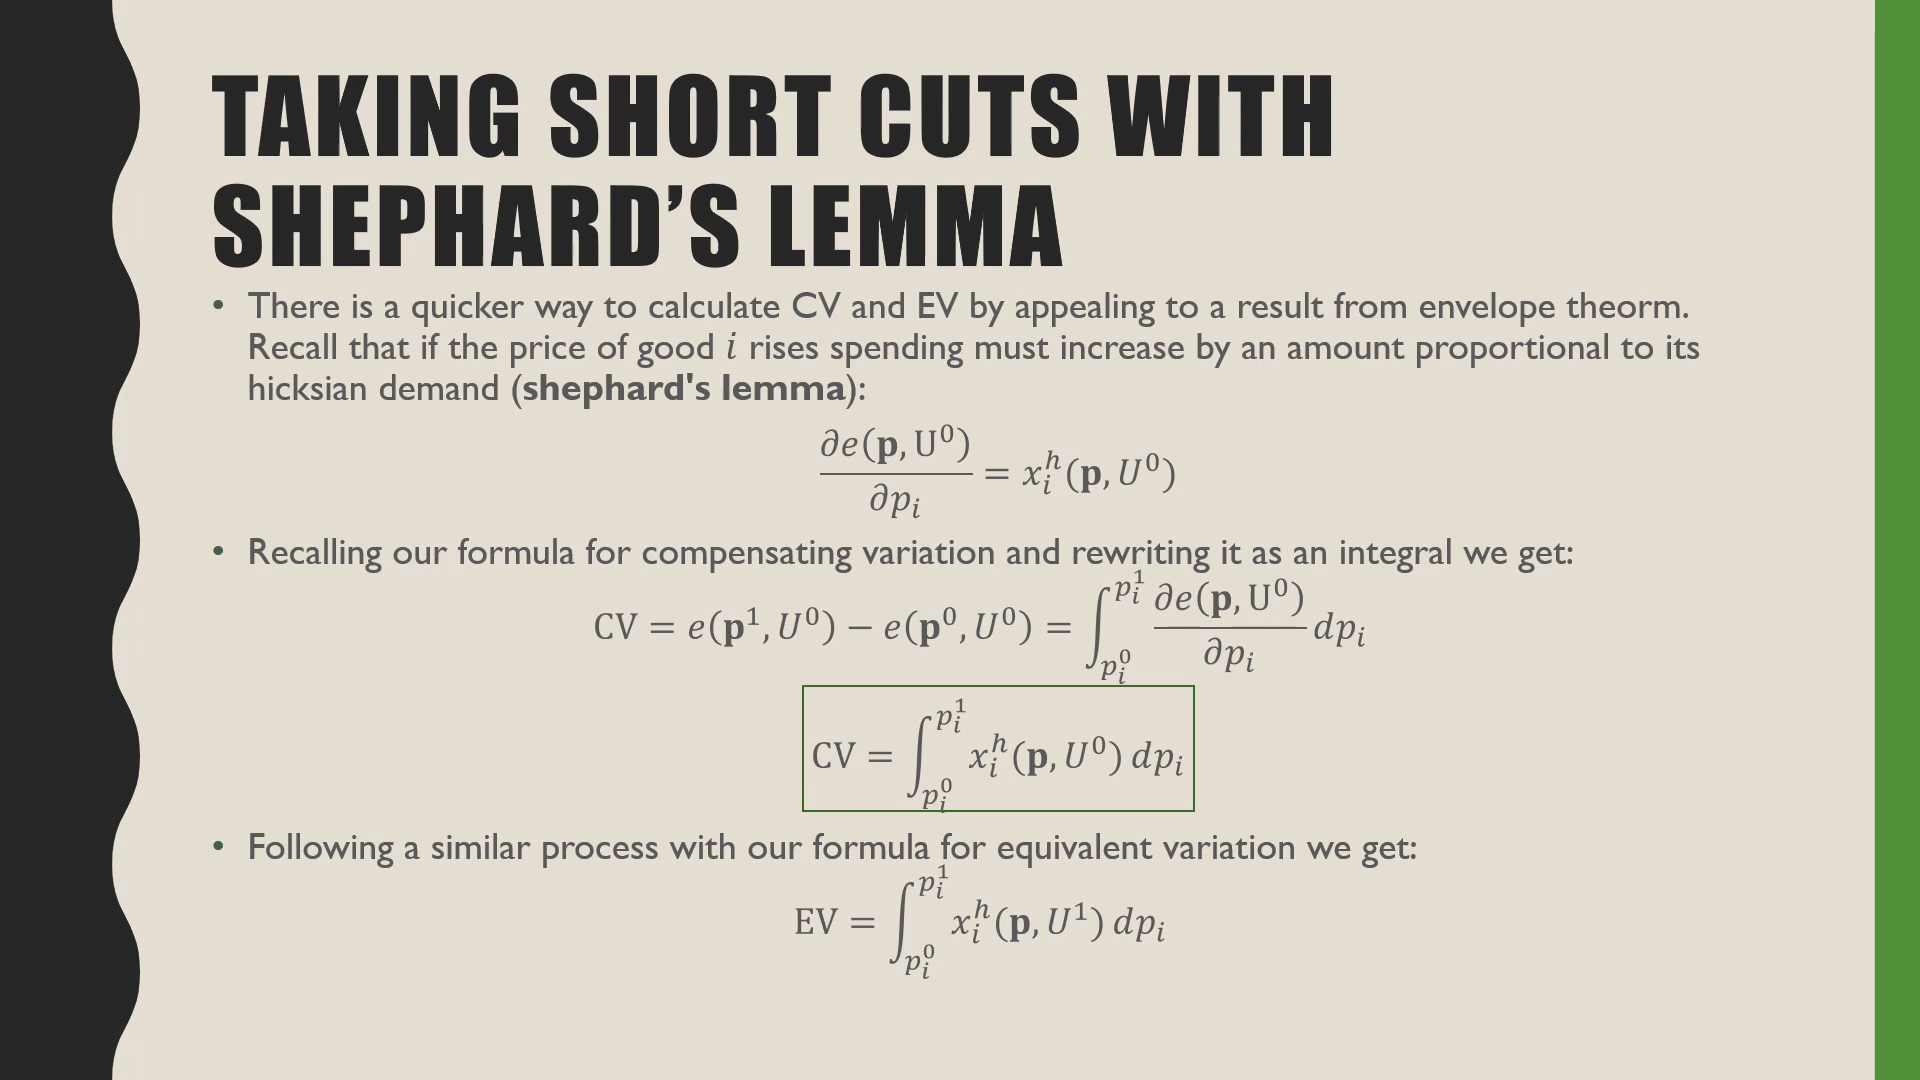 TAKING SHORT CUTS WITH
SHEPHARD'S LEMMA
• There is a quicker way to calculate CV and EV by appealing to a result from envelope theorm.
Recall that if the price of good 𝑖 rises spending must increase by an amount proportional to its
hicksian demand (shephard's lemma):
∂e(𝐩, U⁰)/∂pᵢ = xᵢʰ(𝐩, U⁰)
• Recalling our formula for compensating variation and rewriting it as an integral we get:
CV = e(𝐩¹, U⁰) − e(𝐩⁰, U⁰) = ∫_{pᵢ⁰}^{pᵢ¹} ∂e(𝐩, U⁰)/∂pᵢ dpᵢ
CV = ∫_{pᵢ⁰}^{pᵢ¹} xᵢʰ(𝐩, U⁰) dpᵢ
• Following a similar process with our formula for equivalent variation we get:
EV = ∫_{pᵢ⁰}^{pᵢ¹} xᵢʰ(𝐩, U¹) dpᵢ